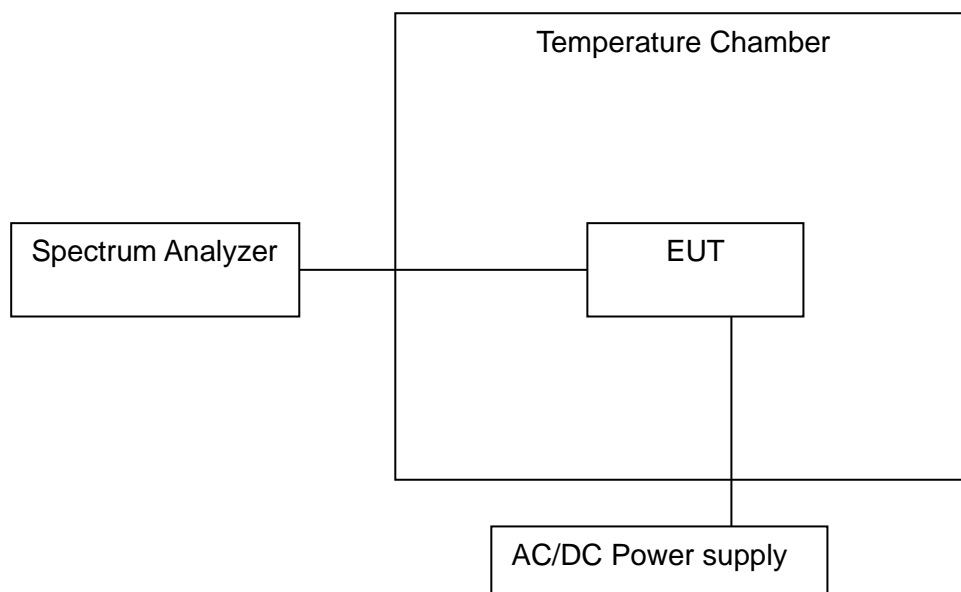 Temperature Chamber
Spectrum Analyzer
EUT
AC/DC Power supply